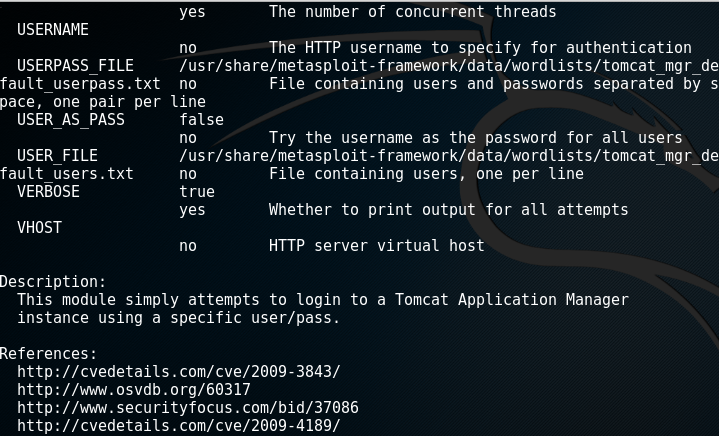 yes The number of concurrent threads
USERNAME
no The HTTP username to specify for authentication
USERPASS_FILE /usr/share/metasploit-framework/data/wordlists/tomcat_mgr_de
fault_userpass.txt no File containing users and passwords separated by s
pace, one pair per line
USER_AS_PASS false
no Try the username as the password for all users
USER_FILE /usr/share/metasploit-framework/data/wordlists/tomcat_mgr_de
fault_users.txt no File containing users, one per line
VERBOSE true
yes Whether to print output for all attempts
VHOST
no HTTP server virtual host
Description:
This module simply attempts to login to a Tomcat Application Manager
instance using a specific user/pass.
References:
http://cvedetails.com/cve/2009-3843/
http://www.osvdb.org/60317
http://www.securityfocus.com/bid/37086
http://cvedetails.com/cve/2009-4189/